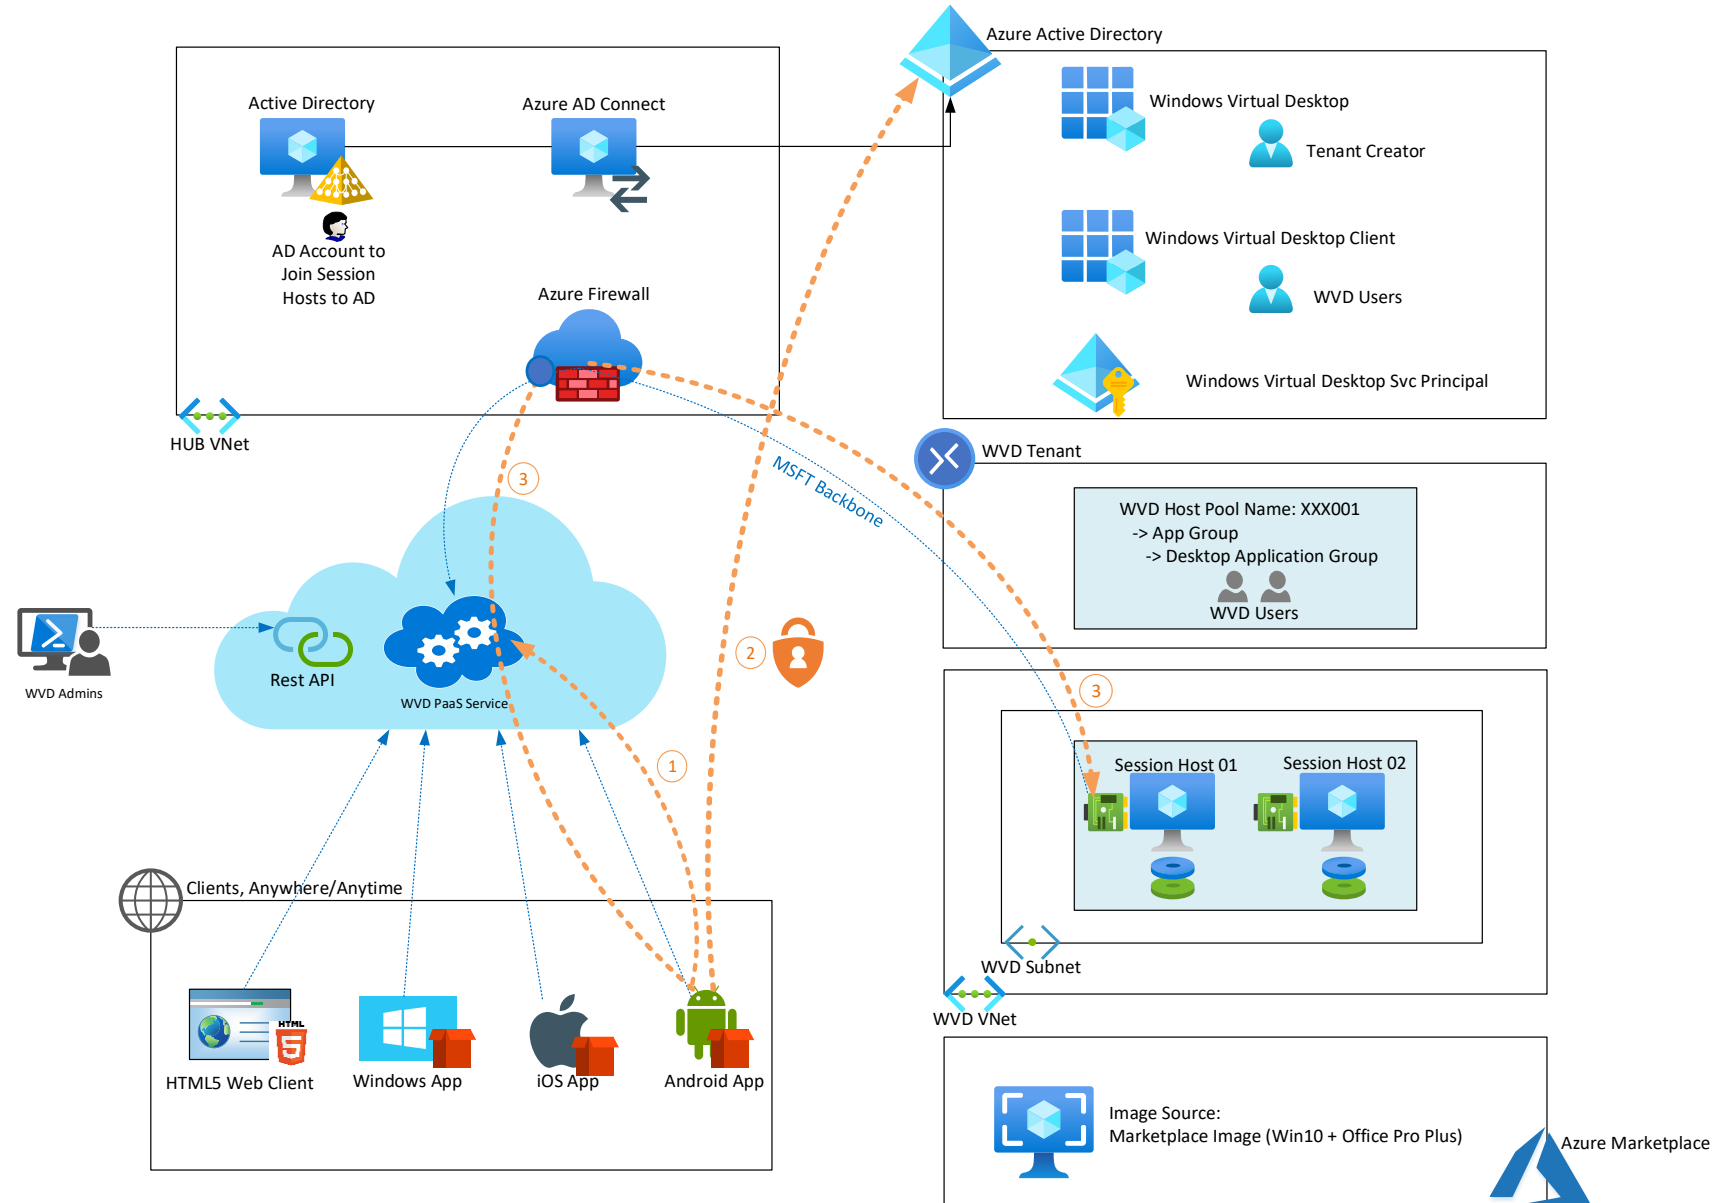 Azure Active Directory
Active Directory
Azure AD Connect
AD Account to
Join Session
Hosts to AD
Azure Firewall
HUB VNet
Windows Virtual Desktop
Tenant Creator
Windows Virtual Desktop Client
WVD Users
Windows Virtual Desktop Svc Principal
WVD Tenant
WVD Host Pool Name: XXX001
-> App Group
-> Desktop Application Group
WVD Users
MSFT Backbone
3
2
1
3
Rest API
WVD PaaS Service
WVD Admins
Session Host 01
Session Host 02
WVD Subnet
WVD VNet
Clients, Anywhere/Anytime
HTML
5
HTML5 Web Client
Windows App
iOS App
Android App
Image Source:
Marketplace Image (Win10 + Office Pro Plus)
Azure Marketplace